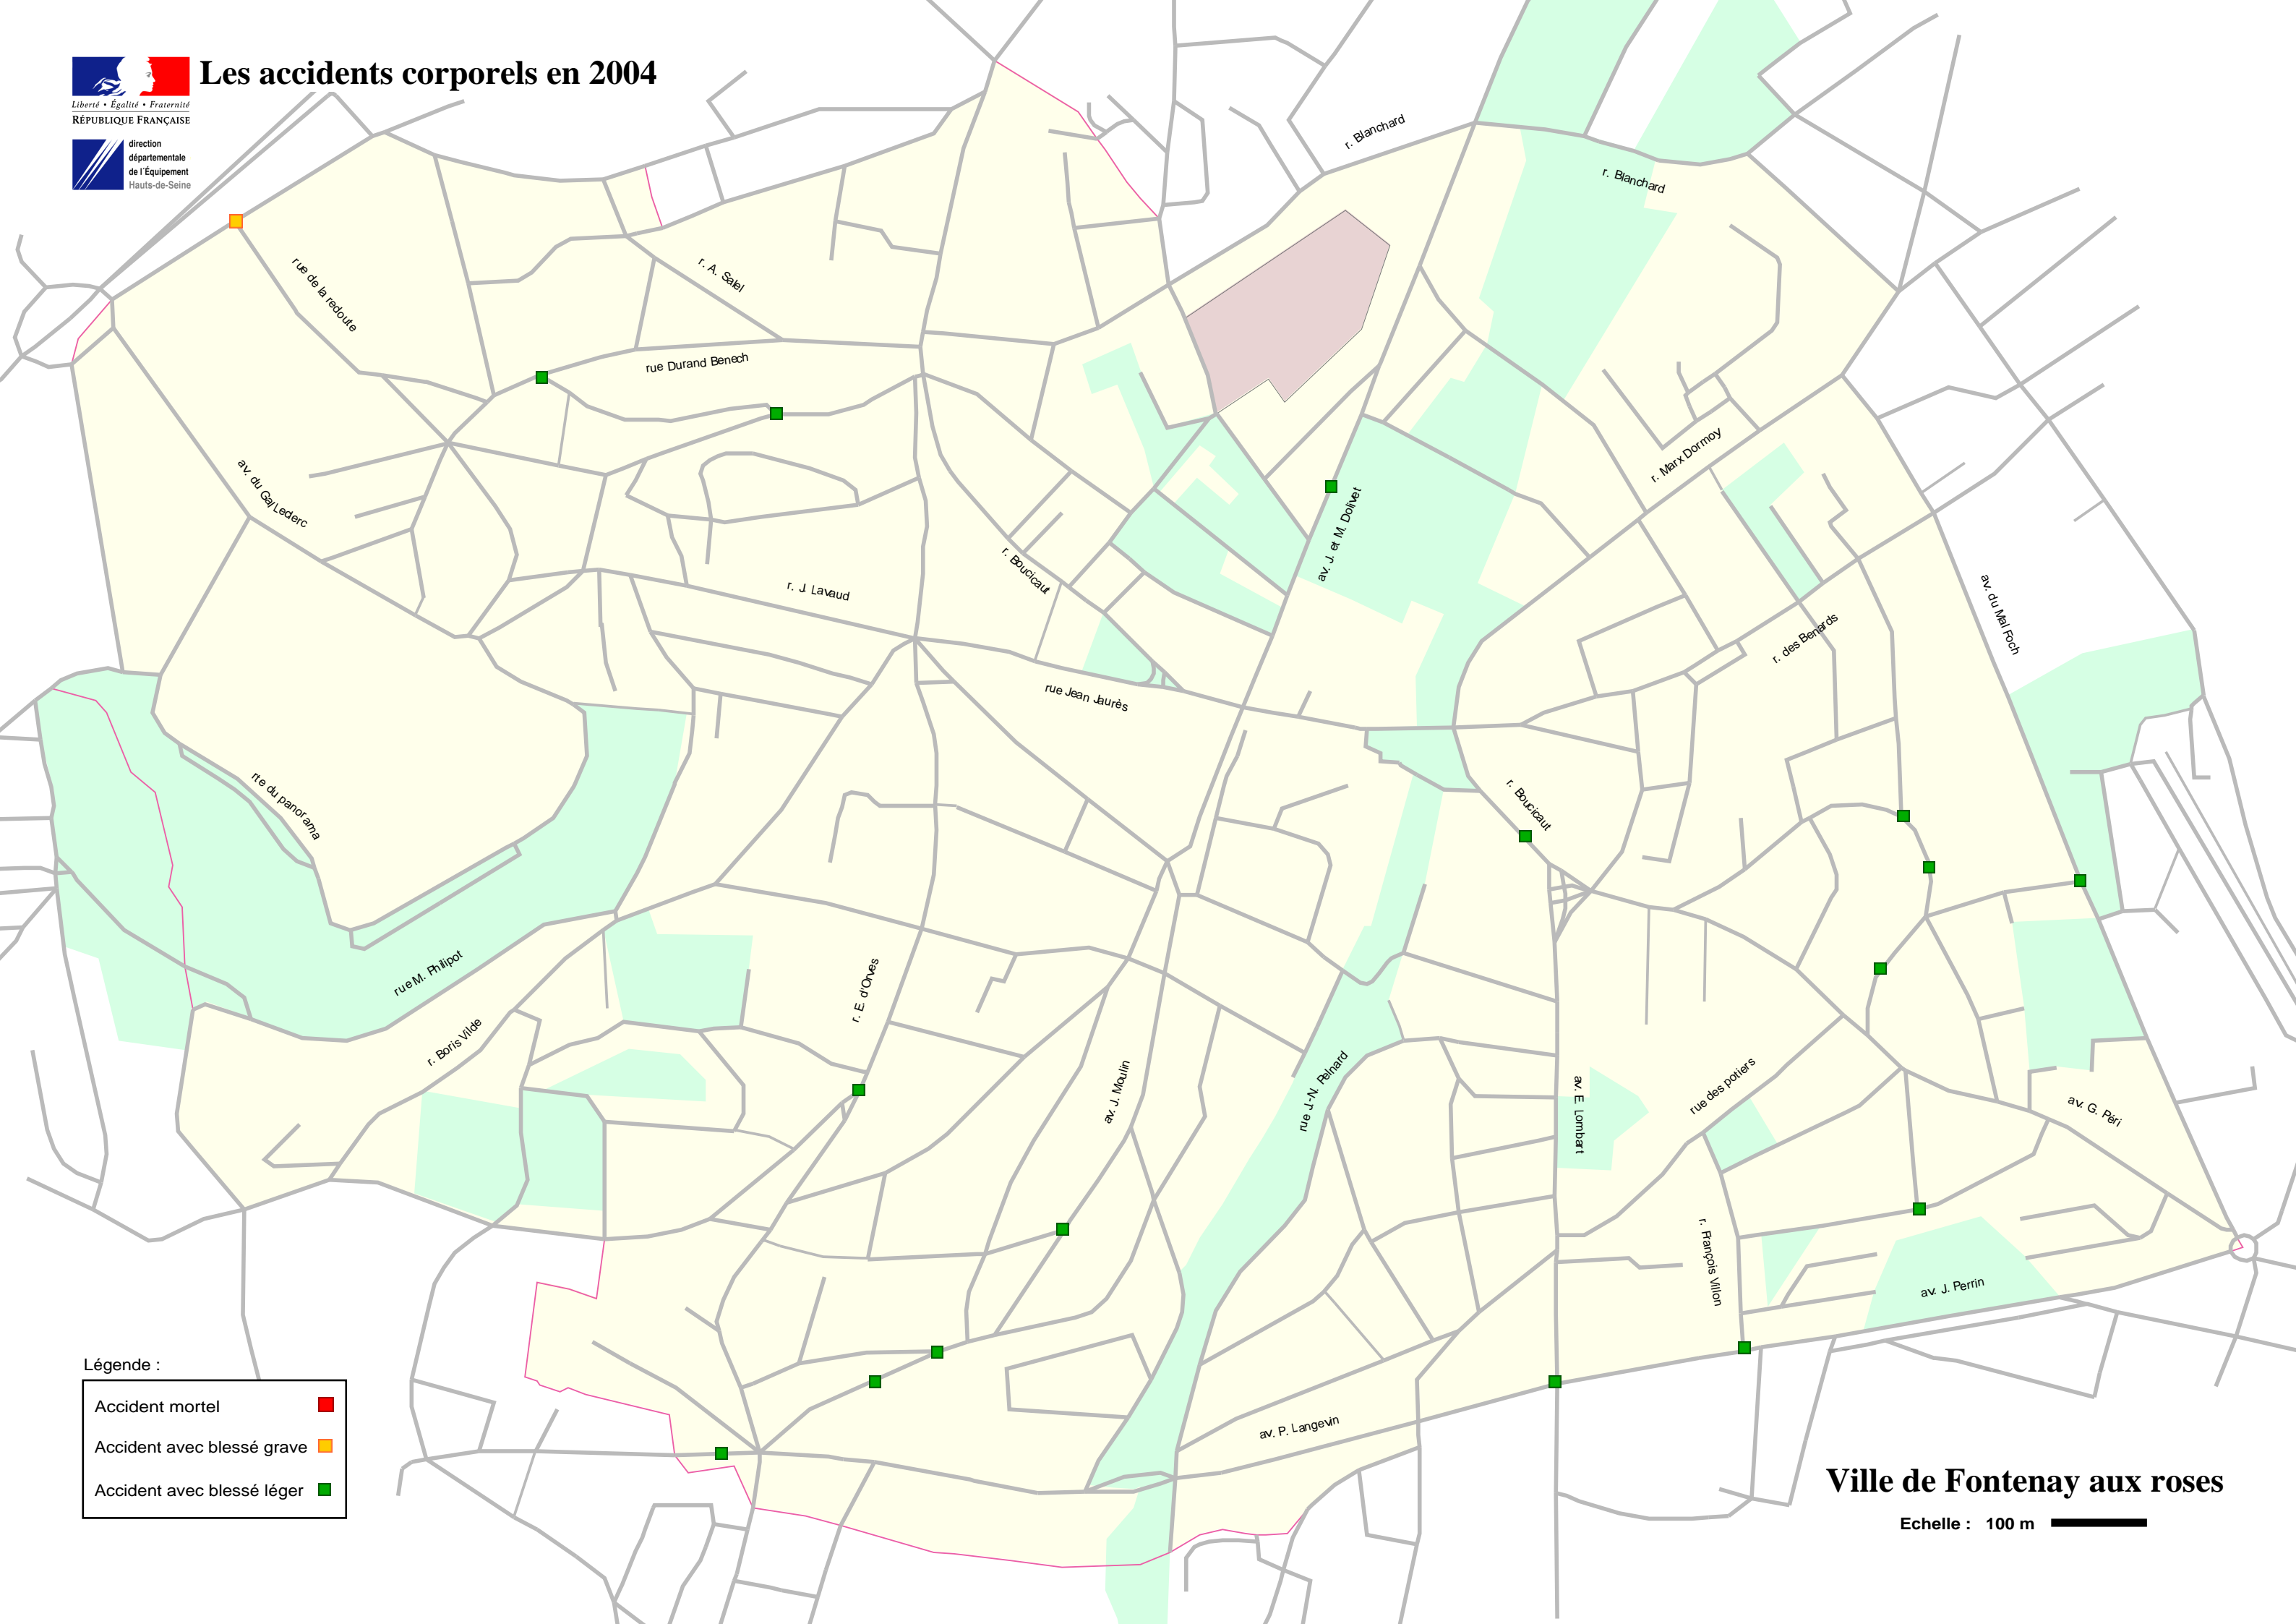 Les accidents corporels en 2004
Liberté • Égalité • Fraternité
RÉPUBLIQUE FRANÇAISE
direction
départementale
de l'Équipement
Hauts-de-Seine
r. Blanchard
r. Blanchard
rue de la redoute
r. A. Salel
rue Durand Benech
av. du Gal Leclerc
r. Marx Dormoy
av. J. et M. Dolivet
r. Boucicaut
r. J. Lavaud
av. du Mal Foch
r. des Benards
rue Jean Jaurès
rte du panorama
r. Boucicaut
rue M. Philipot
r. E. d'Orves
r. Boris Vilde
av. J. Moulin
rue J.-N. Pelnard
av. E. Lombart
rue des potiers
av. G. Péri
r. François Villon
av. J. Perrin
av. P. Langevin
Légende :
Accident mortel
Accident avec blessé grave
Accident avec blessé léger
Ville de Fontenay aux roses
Echelle : 100 m